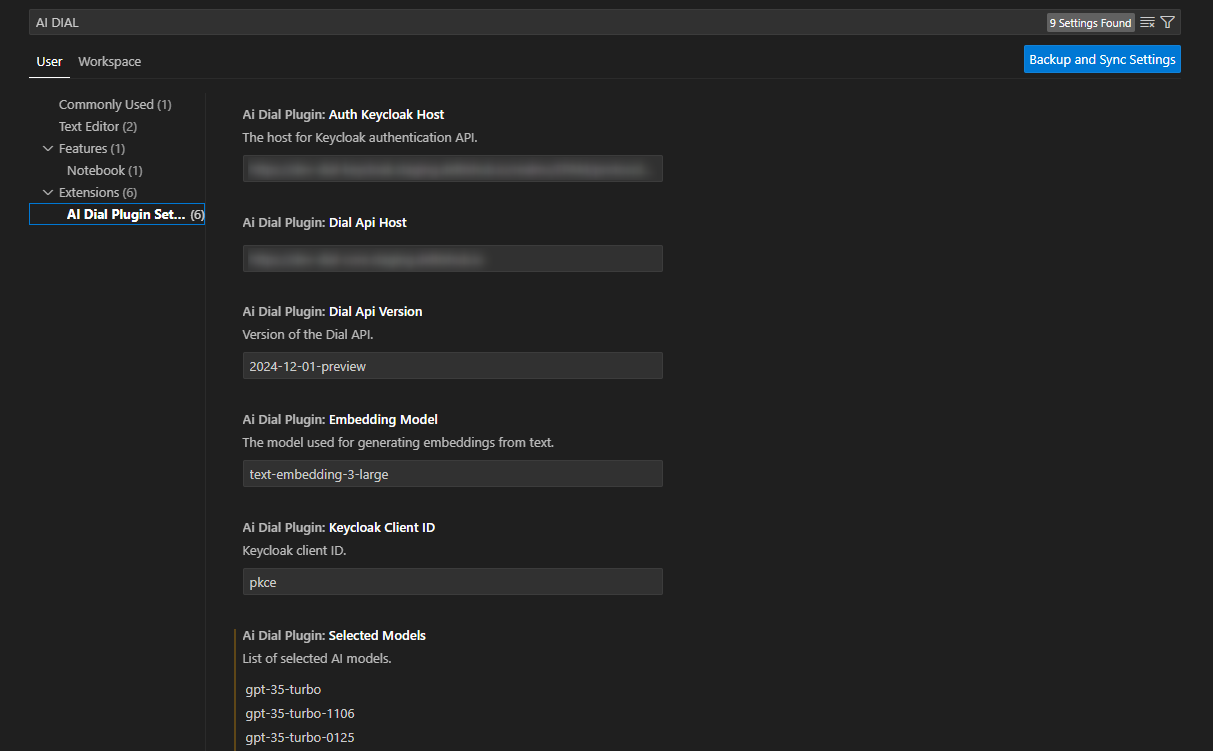 AI DIAL
9 Settings Found
User
Workspace
Backup and Sync Settings
Commonly Used (1)
Text Editor (2)
Features (1)
Notebook (1)
Extensions (6)
AI Dial Plugin Set... (6)
Ai Dial Plugin: Auth Keycloak Host
The host for Keycloak authentication API.
Ai Dial Plugin: Dial Api Host
Ai Dial Plugin: Dial Api Version
Version of the Dial API.
2024-12-01-preview
Ai Dial Plugin: Embedding Model
The model used for generating embeddings from text.
text-embedding-3-large
Ai Dial Plugin: Keycloak Client ID
Keycloak client ID.
pkce
Ai Dial Plugin: Selected Models
List of selected AI models.
gpt-35-turbo
gpt-35-turbo-1106
gpt-35-turbo-0125